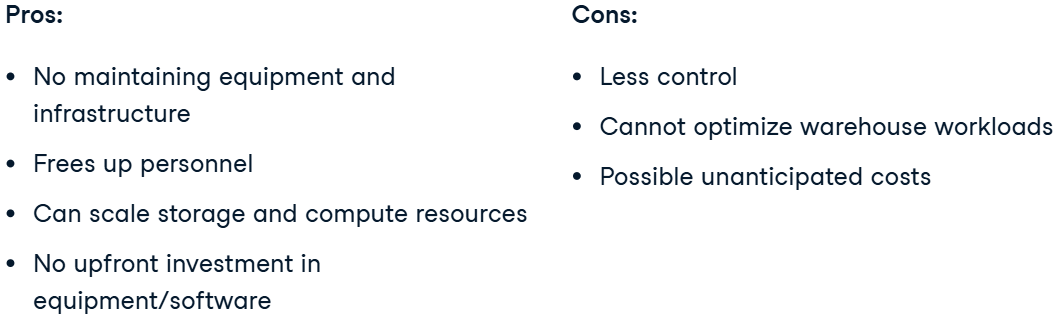 Pros:
• No maintaining equipment and
infrastructure
• Frees up personnel
• Can scale storage and compute resources
• No upfront investment in
equipment/software
Cons:
• Less control
• Cannot optimize warehouse workloads
• Possible unanticipated costs